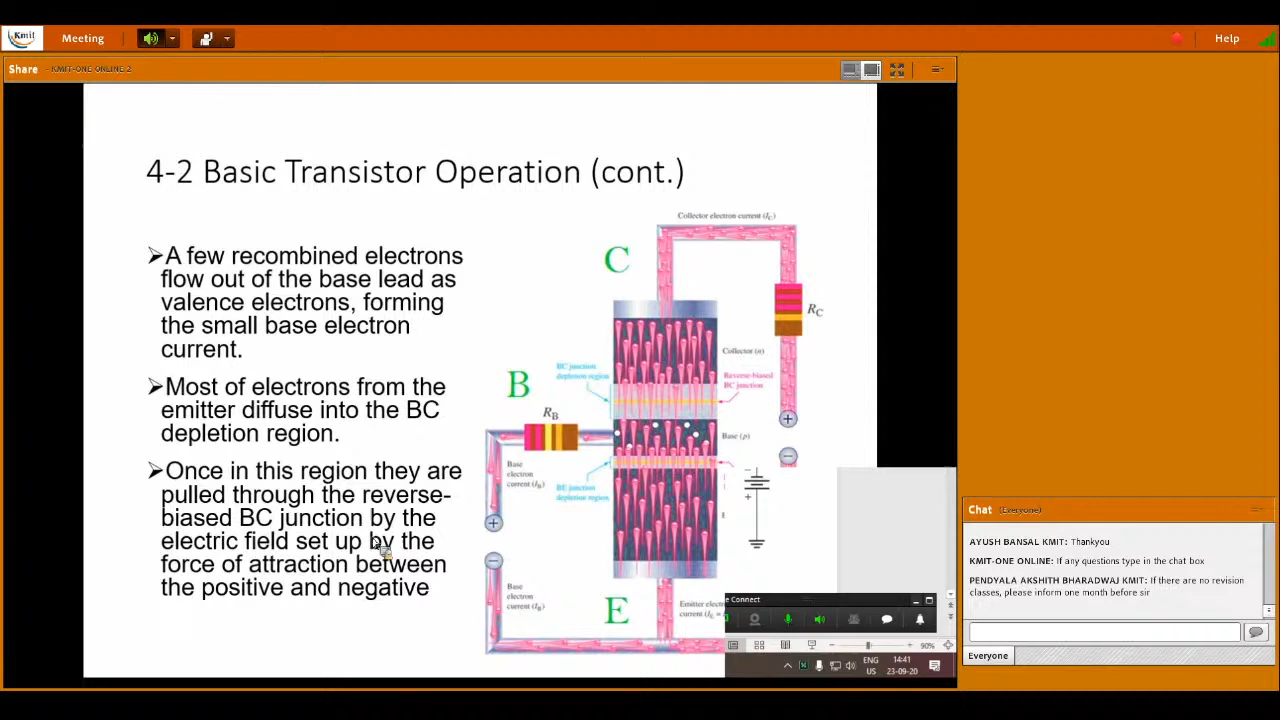 Kmit
Meeting
Help
Share - KMIT-ONE ONLINE 2
4-2 Basic Transistor Operation (cont.)
➢A few recombined electrons
flow out of the base lead as
valence electrons, forming
the small base electron
current.
➢Most of electrons from the
emitter diffuse into the BC
depletion region.
➢Once in this region they are
pulled through the reverse-
biased BC junction by the
electric field set up by the
force of attraction between
the positive and negative
Collector electron current (IC)
C
RC
Collector (n)
BC junction
depletion region
Reverse-biased
BC junction
B
RB
Base (p)
Base
electron
current (IB)
BE junction
depletion region
+
−
+
−
−
+
Base
electron
current (IB)
E
Emitter elect
current (IE =
e Connect
90%
ENG
US
14:41
23-09-20
Chat (Everyone)
AYUSH BANSAL KMIT: Thankyou
KMIT-ONE ONLINE: If any questions type in the chat box
PENDYALA AKSHITH BHARADWAJ KMIT: If there are no revision
classes, please inform one month before sir
Everyone